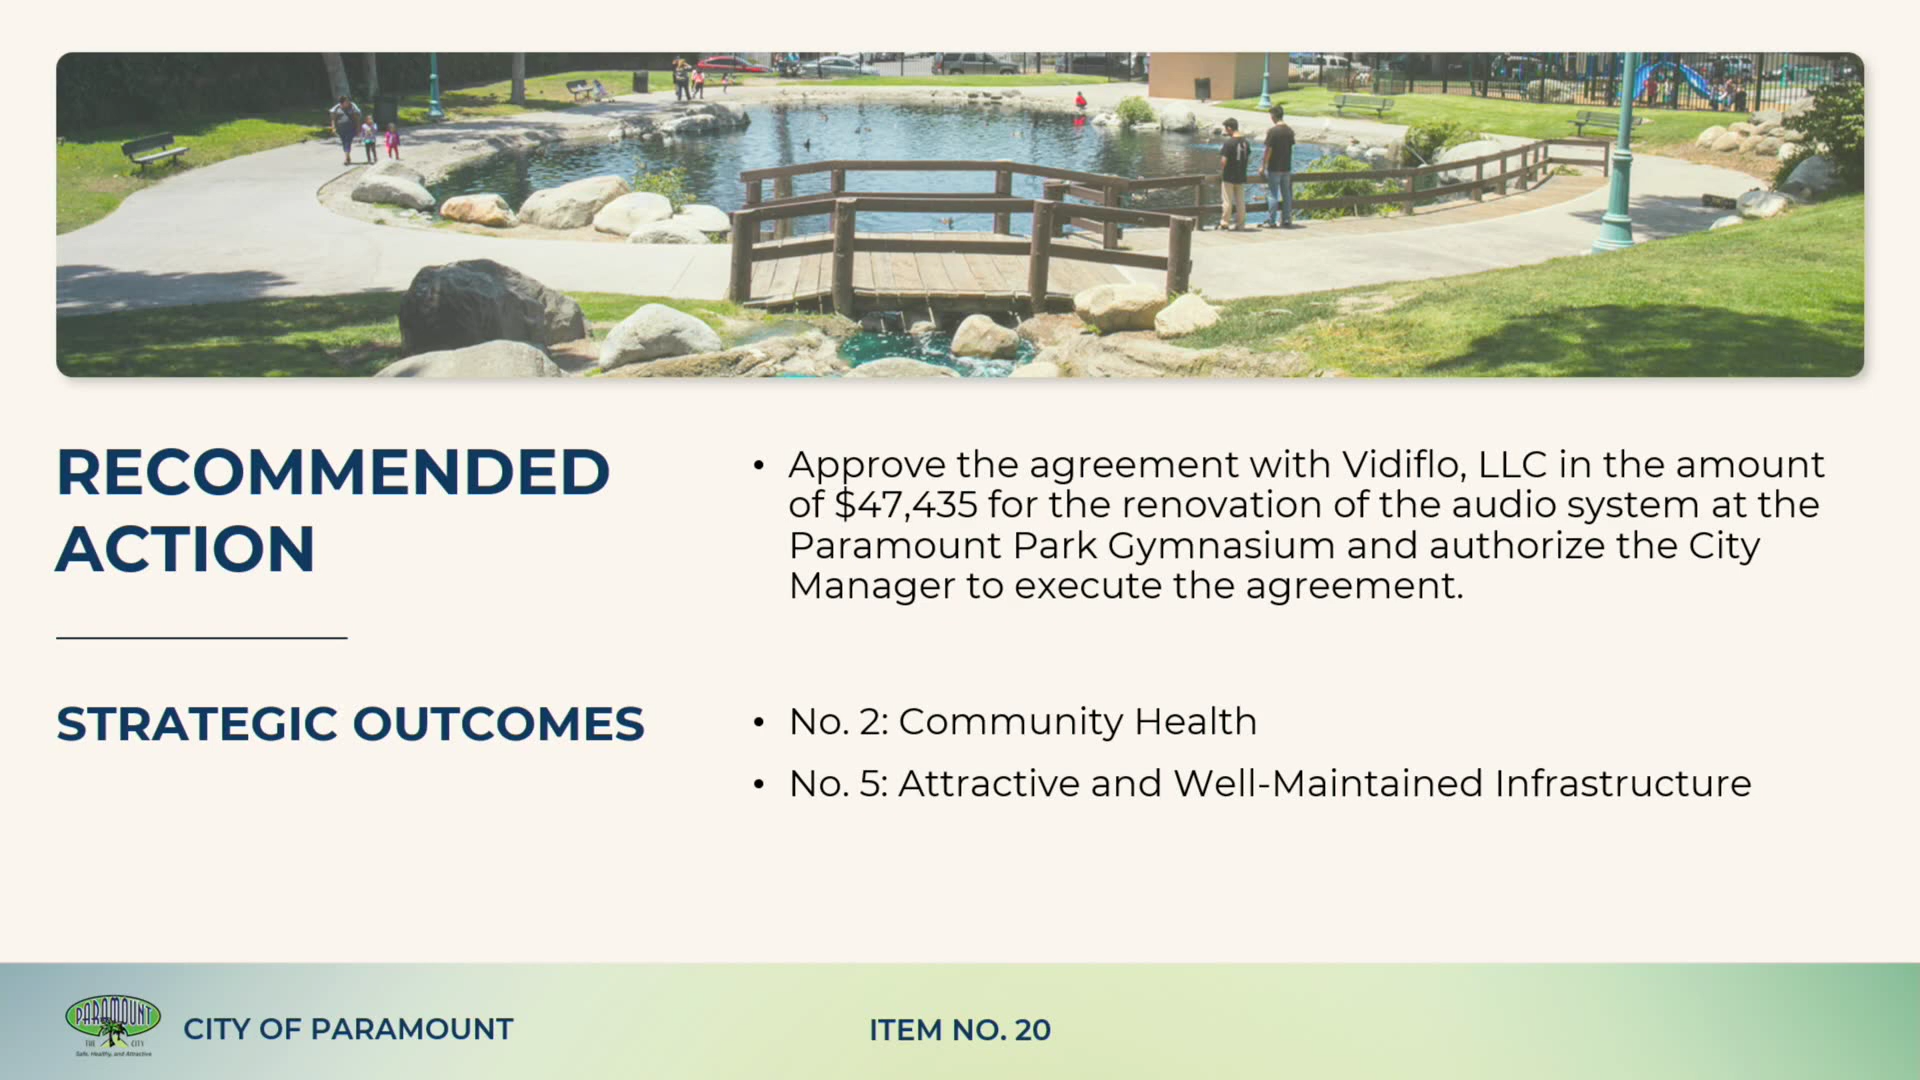 RECOMMENDED
ACTION
• Approve the agreement with Vidiflo, LLC in the amount
of $47,435 for the renovation of the audio system at the
Paramount Park Gymnasium and authorize the City
Manager to execute the agreement.
STRATEGIC OUTCOMES
• No. 2: Community Health
• No. 5: Attractive and Well-Maintained Infrastructure
PARAMOUNT
THE CITY
Safe, Healthy, and Attractive
CITY OF PARAMOUNT
ITEM NO. 20